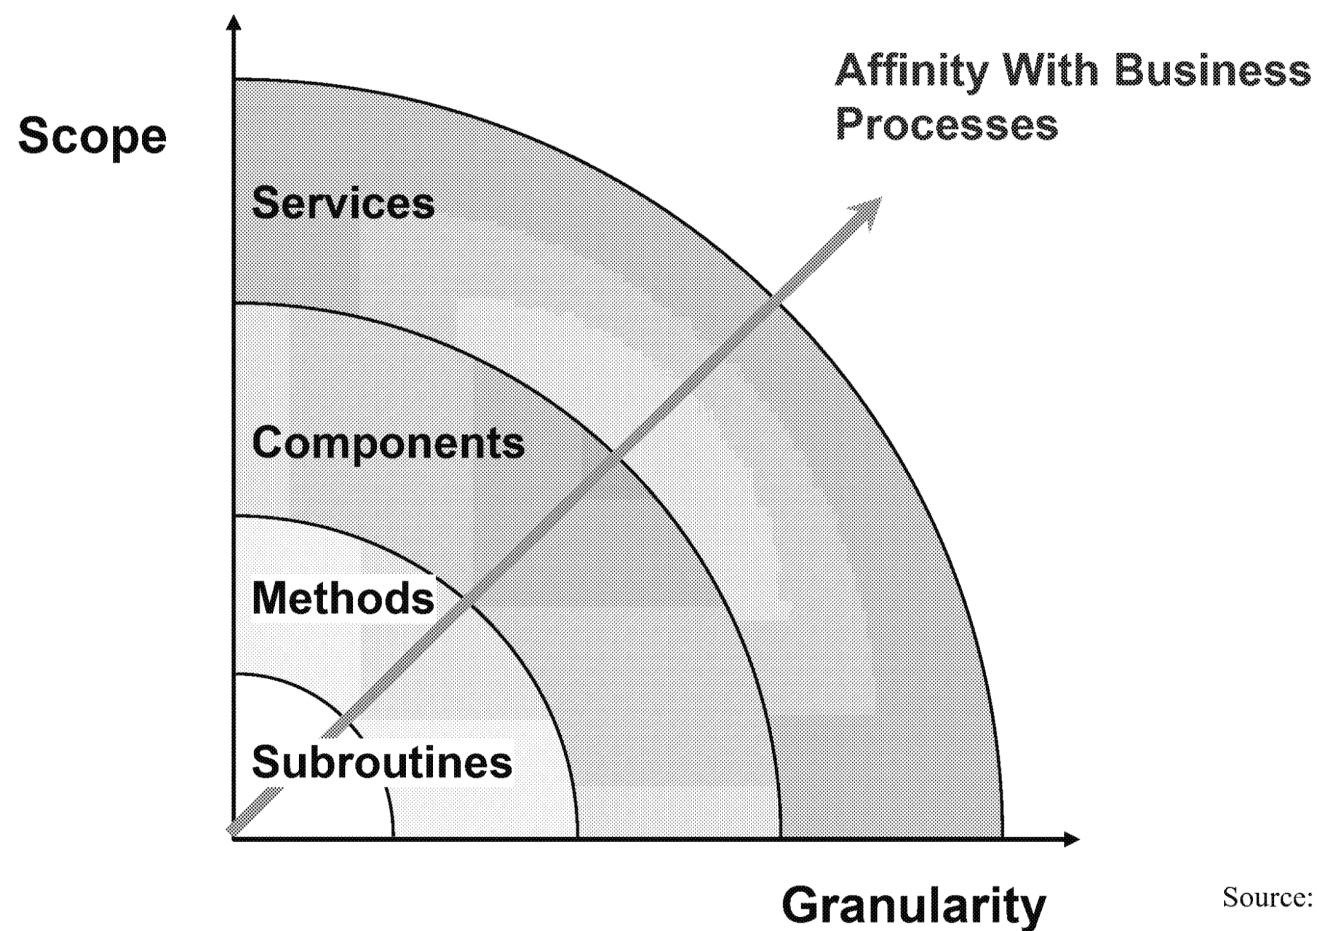 Affinity With Business
Processes
Scope
Services
Components
Methods
Subroutines
Granularity
Source: